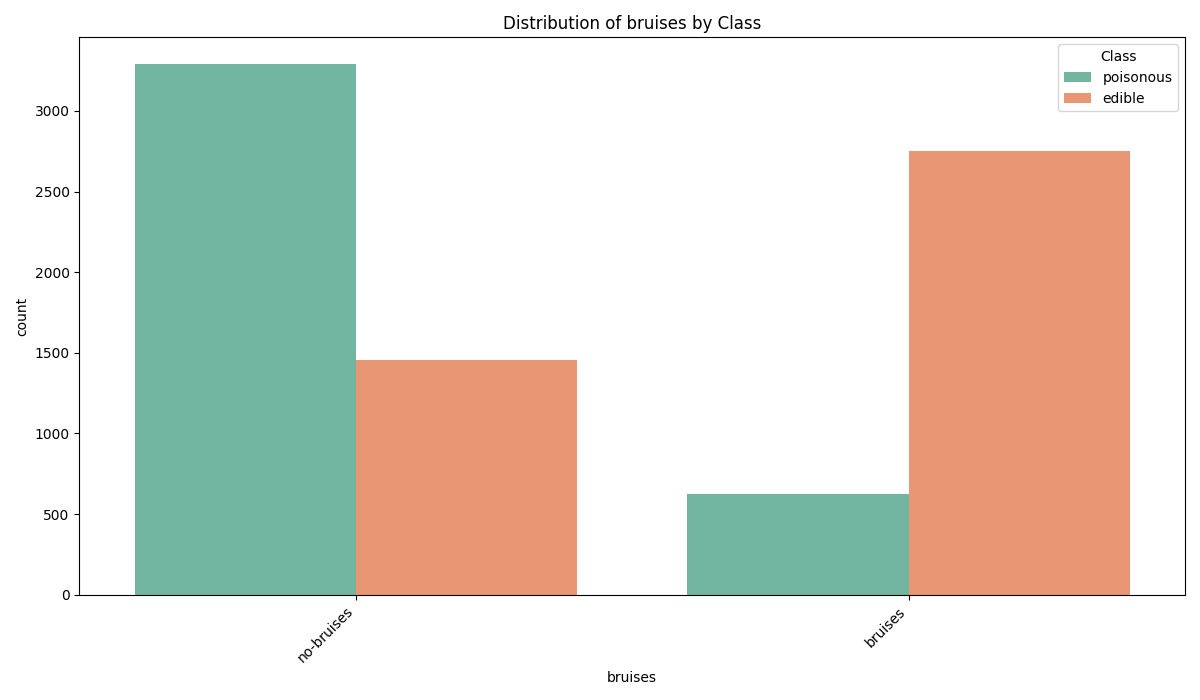 Distribution of bruises by Class
Class
poisonous
edible
count
3000
2500
2000
1500
1000
500
0
no-bruises
bruises
bruises